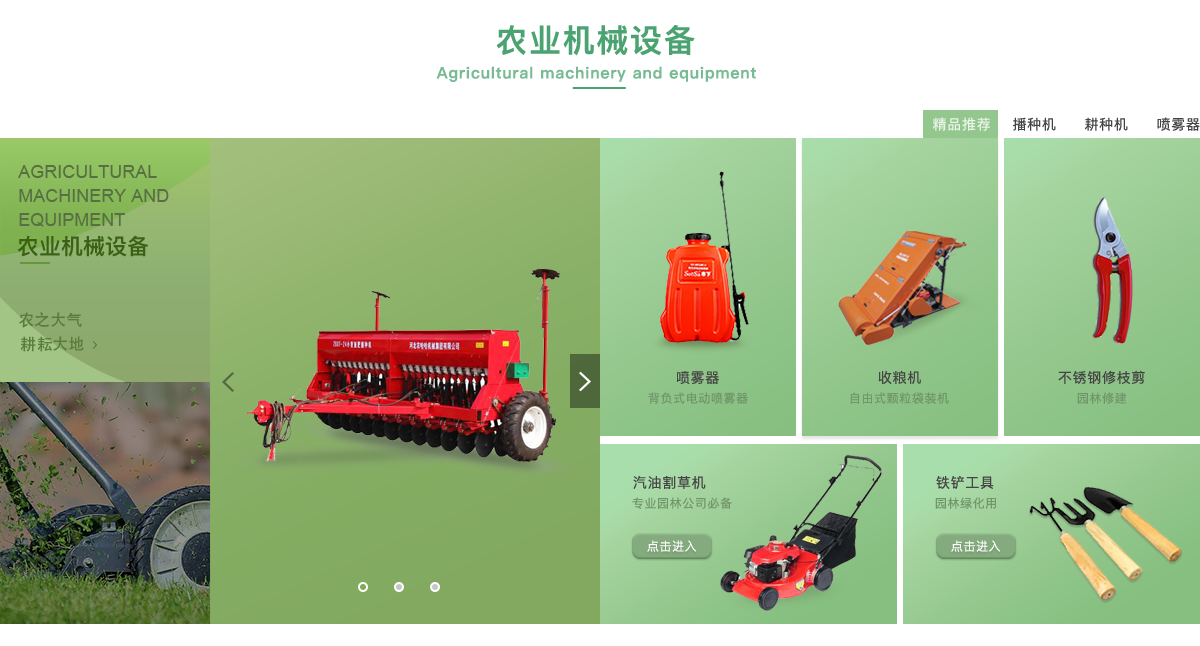 农业机械设备
Agricultural machinery and equipment
精品推荐 播种机 耕种机 喷雾器
AGRICULTURAL
MACHINERY AND
EQUIPMENT
农业机械设备
农之大气
耕耘大地 ›
喷雾器
背负式电动喷雾器
收粮机
自由式颗粒袋装机
不锈钢修枝剪
园林修建
汽油割草机
专业园林公司必备
点击进入
铁铲工具
园林绿化用
点击进入